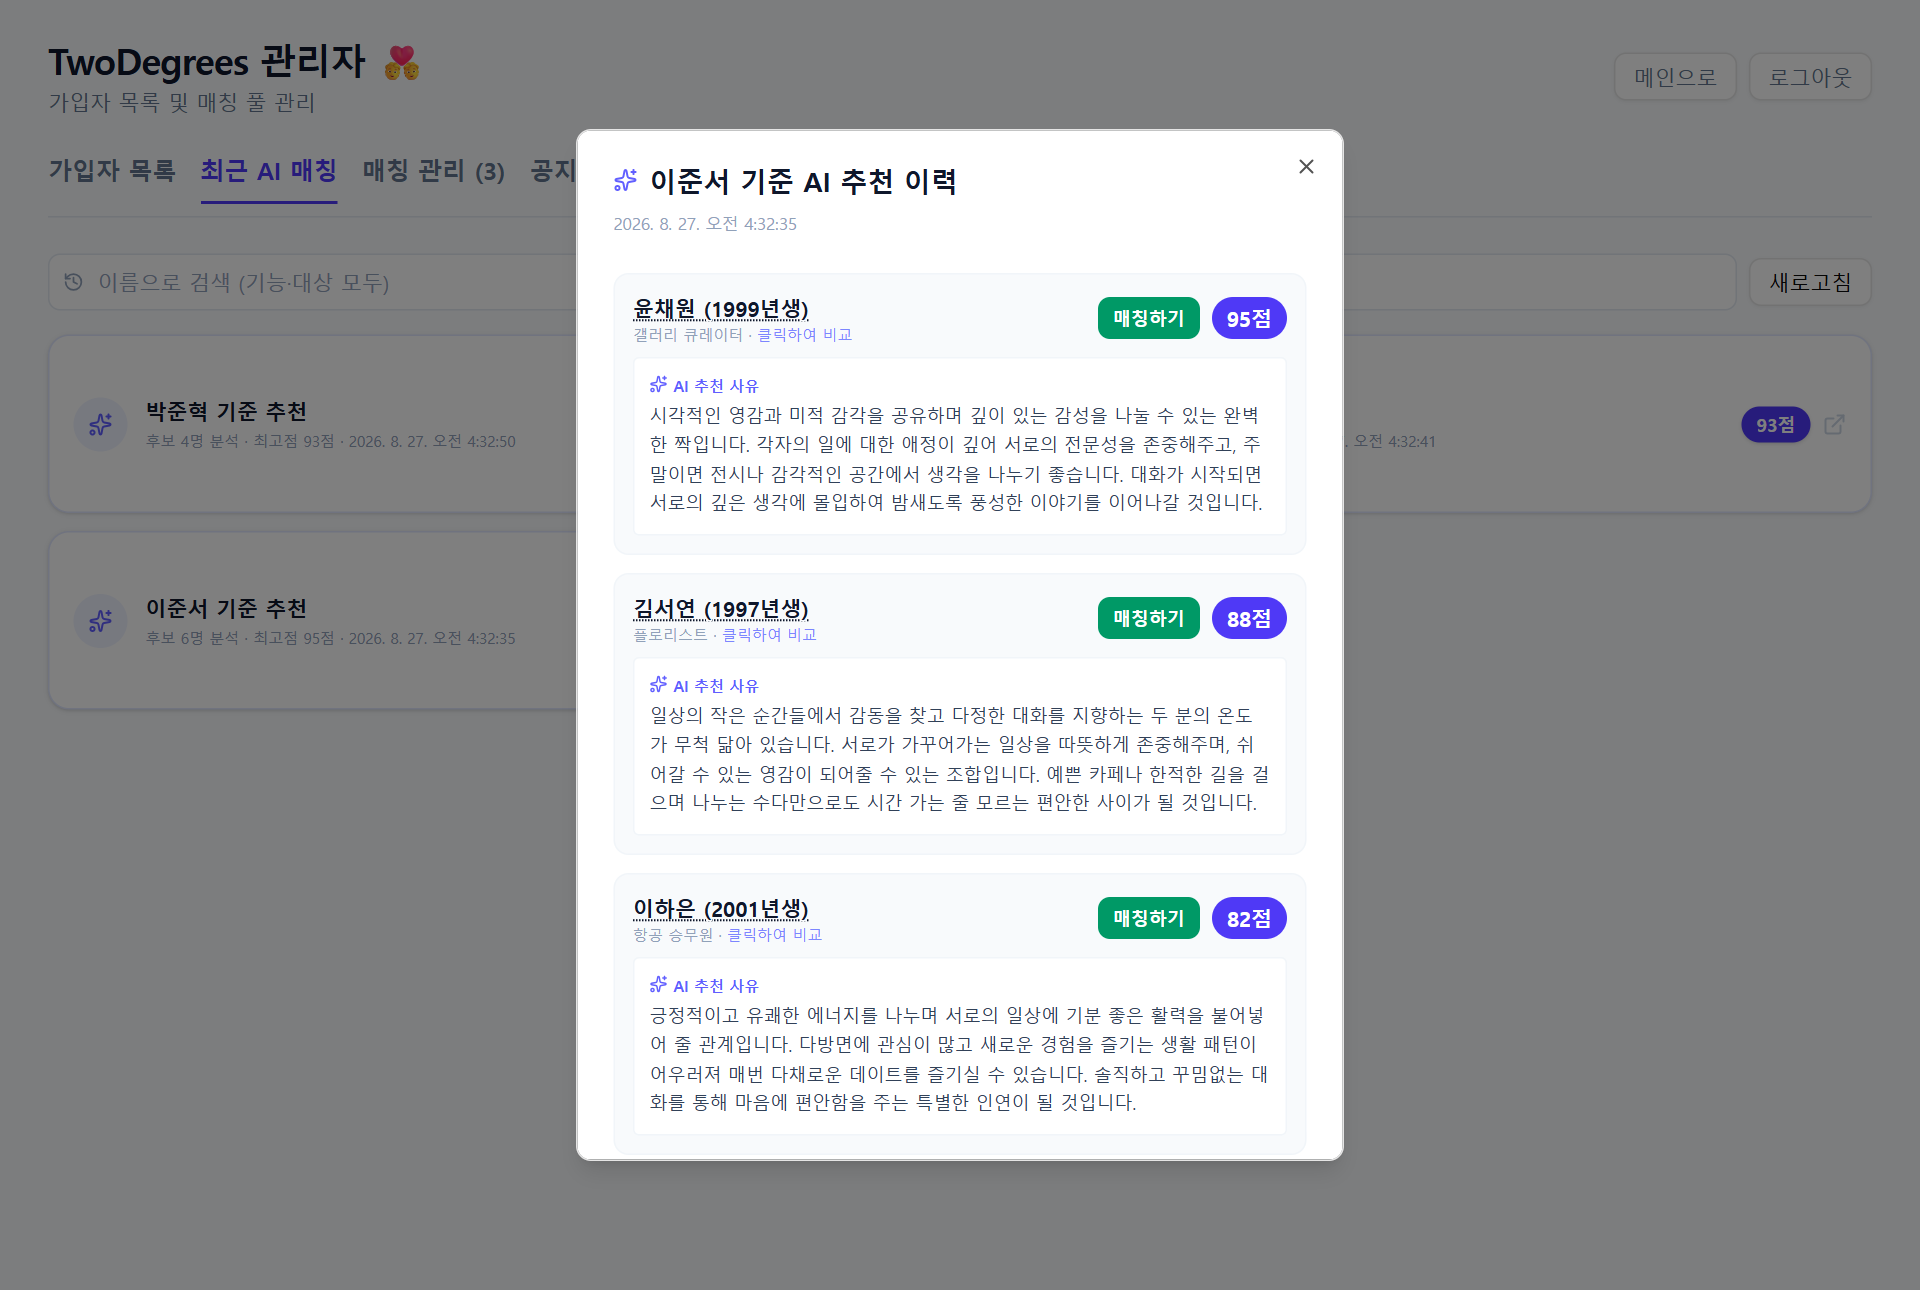 TwoDegrees 관리자
가입자 목록 및 매칭 풀 관리
메인으로
로그아웃
가입자 목록
최근 AI 매칭
매칭 관리 (3)
공지
이름으로 검색 (기능·대상 모두)
새로고침
박준혁 기준 추천
후보 4명 분석 · 최고점 93점 · 2026. 8. 27. 오전 4:32:50
. 오전 4:32:41
93점
이준서 기준 추천
후보 6명 분석 · 최고점 95점 · 2026. 8. 27. 오전 4:32:35
이준서 기준 AI 추천 이력
2026. 8. 27. 오전 4:32:35
윤채원 (1999년생)
갤러리 큐레이터 · 클릭하여 비교
매칭하기
95점
AI 추천 사유
시각적인 영감과 미적 감각을 공유하며 깊이 있는 감성을 나눌 수 있는 완벽
한 짝입니다. 각자의 일에 대한 애정이 깊어 서로의 전문성을 존중해주고, 주
말이면 전시나 감각적인 공간에서 생각을 나누기 좋습니다. 대화가 시작되면
서로의 깊은 생각에 몰입하여 밤새도록 풍성한 이야기를 이어나갈 것입니다.
김서연 (1997년생)
플로리스트 · 클릭하여 비교
매칭하기
88점
AI 추천 사유
일상의 작은 순간들에서 감동을 찾고 다정한 대화를 지향하는 두 분의 온도
가 무척 닮아 있습니다. 서로가 가꾸어가는 일상을 따뜻하게 존중해주며, 쉬
어갈 수 있는 영감이 되어줄 수 있는 조합입니다. 예쁜 카페나 한적한 길을 걸
으며 나누는 수다만으로도 시간 가는 줄 모르는 편안한 사이가 될 것입니다.
이하은 (2001년생)
항공 승무원 · 클릭하여 비교
매칭하기
82점
AI 추천 사유
긍정적이고 유쾌한 에너지를 나누며 서로의 일상에 기분 좋은 활력을 불어넣
어 줄 관계입니다. 다방면에 관심이 많고 새로운 경험을 즐기는 생활 패턴이
어우러져 매번 다채로운 데이트를 즐기실 수 있습니다. 솔직하고 꾸밈없는 대
화를 통해 마음에 편안함을 주는 특별한 인연이 될 것입니다.